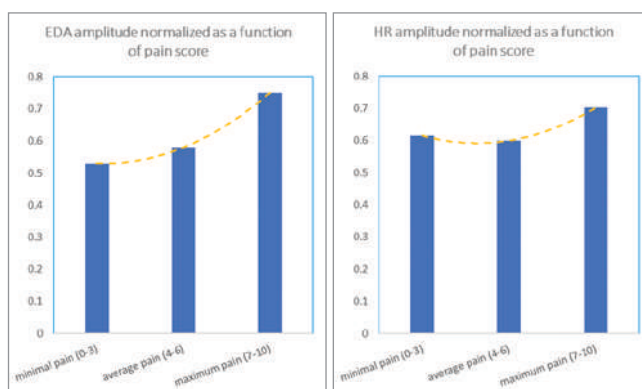 EDA amplitude normalized as a function
of pain score
0.8
0.7
0.6
0.5
0.4
0.3
0.2
0.1
0
minimal pain (0-3)
average pain (4-6)
maximum pain (7-10)
HR amplitude normalized as a function
of pain score
0.8
0.7
0.6
0.5
0.4
0.3
0.2
0.1
0
minimal pain (0-3)
average pain (4-6)
maximum pain (7-10)